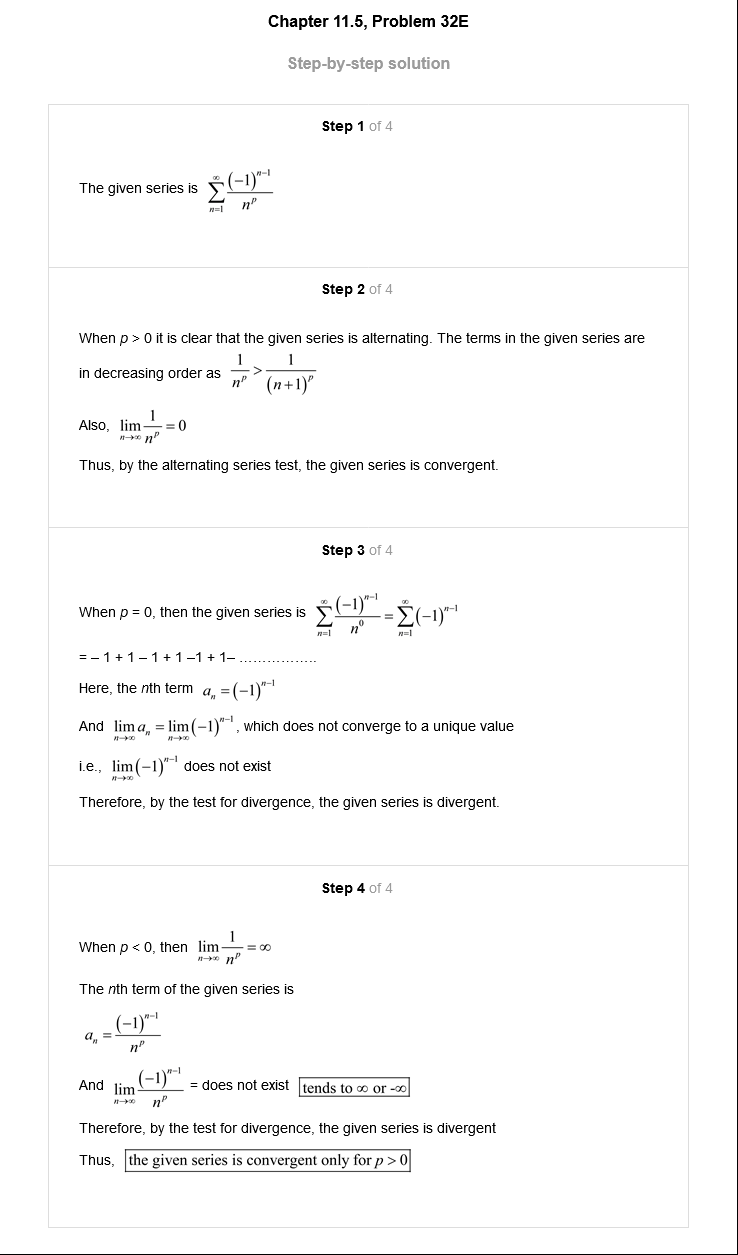 Chapter 11.5, Problem 32E
Step-by-step solution
Step 1 of 4
The given series is $\sum_{n=1}^{\infty} \frac{(-1)^{n-1}}{n^p}$
Step 2 of 4
When p > 0 it is clear that the given series is alternating. The terms in the given series are
in decreasing order as $\frac{1}{n^p} > \frac{1}{(n+1)^p}$
Also, $\lim_{n \to \infty} \frac{1}{n^p} = 0$
Thus, by the alternating series test, the given series is convergent.
Step 3 of 4
When p = 0, then the given series is $\sum_{n=1}^{\infty} \frac{(-1)^{n-1}}{n^0} = \sum_{n=1}^{\infty} (-1)^{n-1}$
= – 1 + 1 – 1 + 1 –1 + 1– ……………..
Here, the nth term $a_n = (-1)^{n-1}$
And $\lim_{n \to \infty} a_n = \lim_{n \to \infty} (-1)^{n-1}$, which does not converge to a unique value
i.e., $\lim_{n \to \infty} (-1)^{n-1}$ does not exist
Therefore, by the test for divergence, the given series is divergent.
Step 4 of 4
When p < 0, then $\lim_{n \to \infty} \frac{1}{n^p} = \infty$
The nth term of the given series is
$a_n = \frac{(-1)^{n-1}}{n^p}$
And $\lim_{n \to \infty} \frac{(-1)^{n-1}}{n^p}$ = does not exist tends to ∞ or -∞
Therefore, by the test for divergence, the given series is divergent
Thus, the given series is convergent only for p > 0